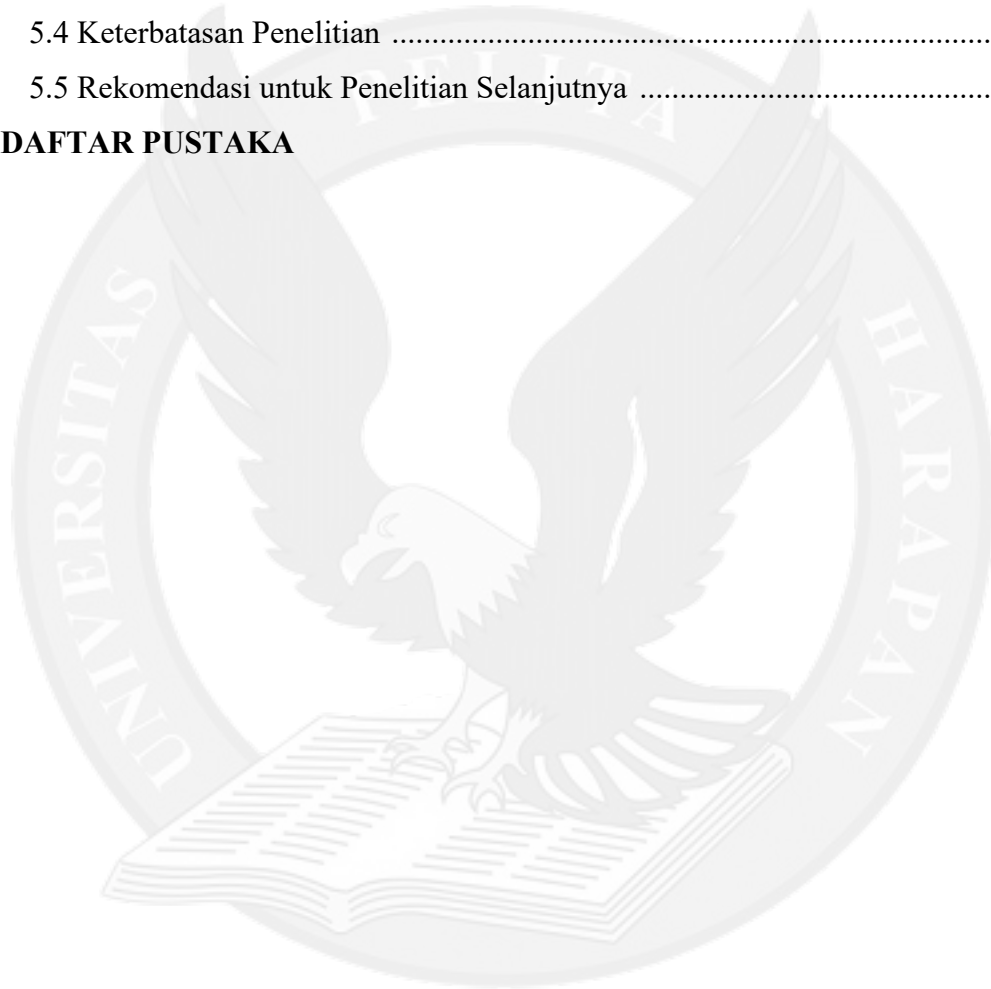 5.4 Keterbatasan Penelitian ...........................................................................
5.5 Rekomendasi untuk Penelitian Selanjutnya ............................................
DAFTAR PUSTAKA
UNIVERSITAS PELITA HARAPAN